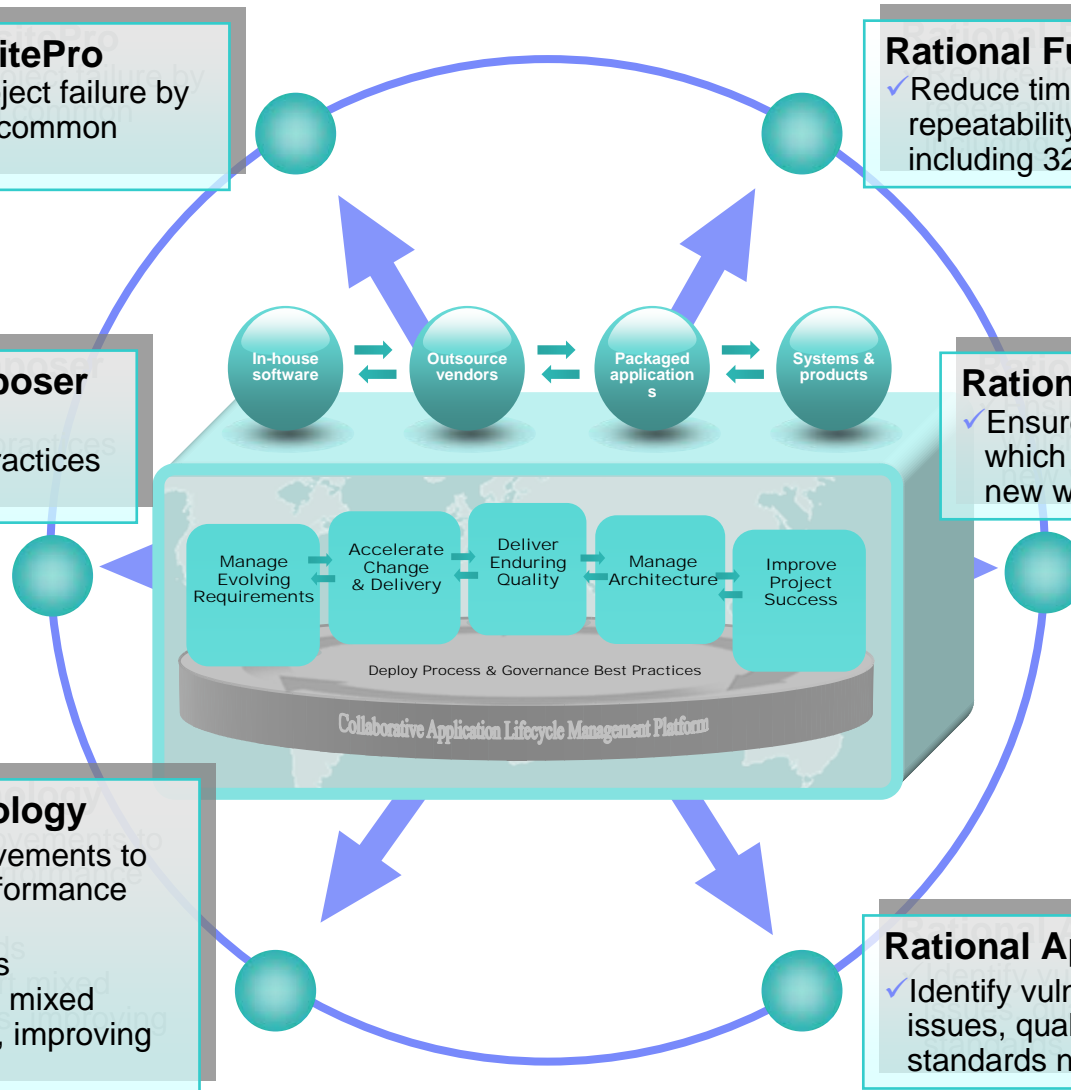 itePro
ject failure by
common
Rational Fu
Reduce tim
repeatability
including 32
In-house
software
Outsource
vendors
Packaged
application
s
Systems &
products
poser
ractices
Ration
Ensure
which
new w
Manage
Evolving
Requirements
Accelerate
Change
& Delivery
Deliver
Enduring
Quality
Manage
Architecture
Improve
Project
Success
Deploy Process & Governance Best Practices
Collaborative Application Lifecycle Management Platform
ology
vements to
formance
s
mixed
, improving
Rational Ap
Identify vuln
issues, qual
standards n